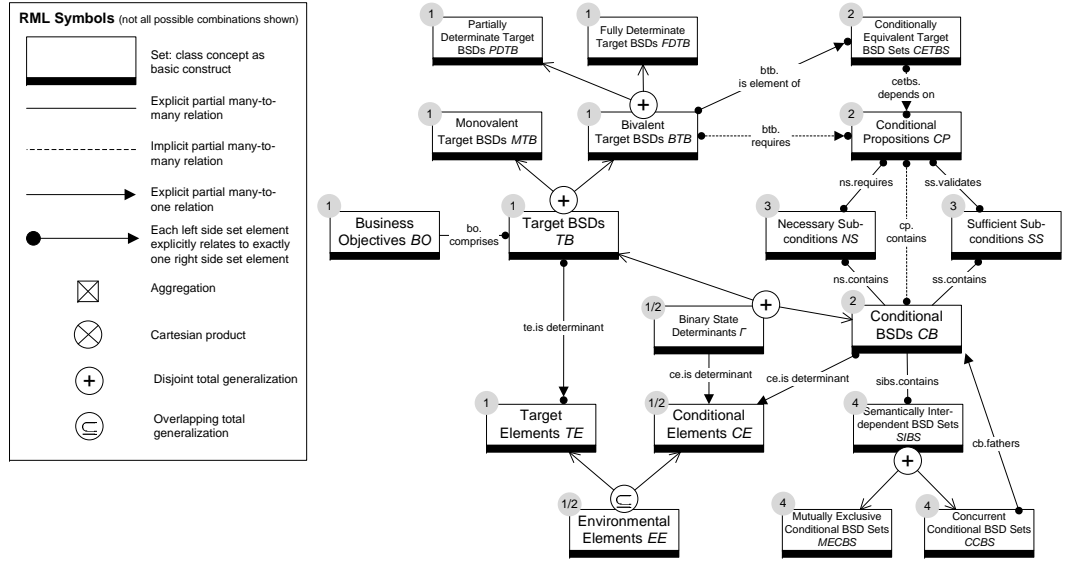 RML Symbols (not all possible combinations shown)
Set: class concept as
basic construct
Explicit partial many-to-
many relation
Implicit partial many-to-
many relation
Explicit partial many-to-
one relation
Each left side set element
explicitly relates to exactly
one right side set element
Aggregation
Cartesian product
Disjoint total generalization
Overlapping total
generalization
1
Partially
Determinate Target
BSDs PDTB
1
Fully Determinate
Target BSDs FDTB
2
Conditionally
Equivalent Target
BSD Sets CETBS
btb.
is element of
cetbs.
depends on
1
Monovalent
Target BSDs MTB
1
Bivalent
Target BSDs BTB
btb.
requires
2
Conditional
Propositions CP
ns.requires
ss.validates
1
Business
Objectives BO
bo.
comprises
1
Target BSDs
TB
3
Necessary Sub-
conditions NS
cp.
contains
3
Sufficient Sub-
conditions SS
ns.contains
ss.contains
1/2
Binary State
Determinants Γ
2
Conditional
BSDs CB
te.is determinant
ce.is determinant
ce.is determinant
sibs.contains
1
Target
Elements TE
1/2
Conditional
Elements CE
4
Semantically Inter-
dependent BSD Sets
SIBS
cb.fathers
1/2
Environmental
Elements EE
4
Mutually Exclusive
Conditional BSD Sets
MECBS
4
Concurrent
Conditional BSD Sets
CCBS